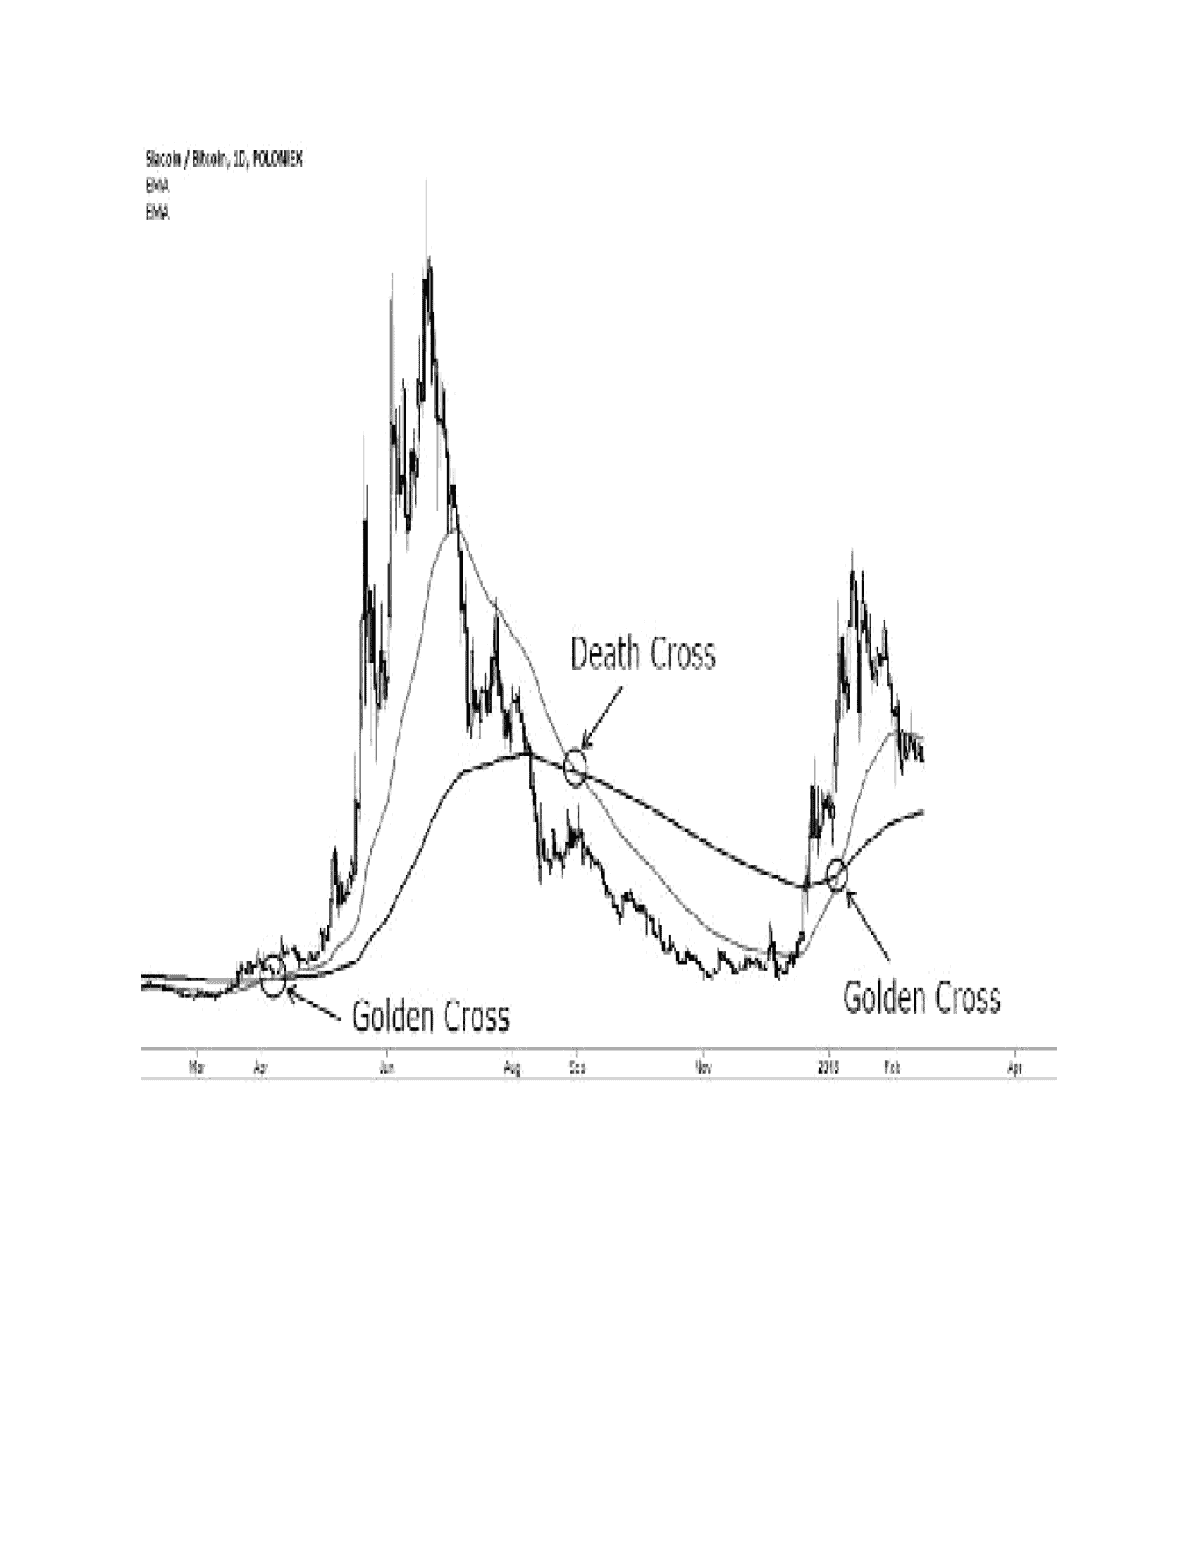 Siacoin / Bitcoin, 1D, POLONIEX
EMA
EMA
Death Cross
Golden Cross
Golden Cross
Mar Apr Jun Aug Sep Nov 2018 Feb Apr